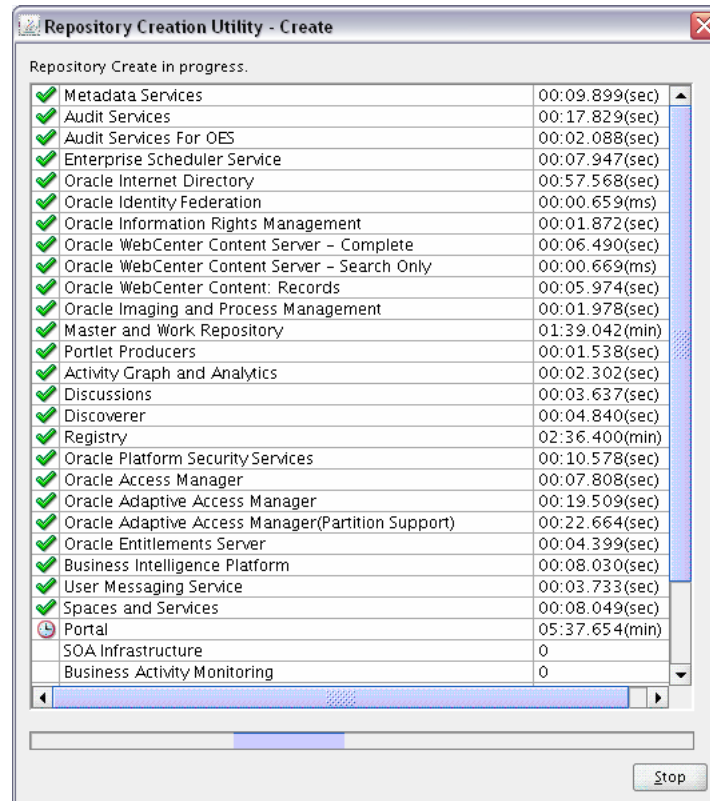 Repository Creation Utility - Create
Repository Create in progress.
Metadata Services 00:09.899(sec)
Audit Services 00:17.829(sec)
Audit Services For OES 00:02.088(sec)
Enterprise Scheduler Service 00:07.947(sec)
Oracle Internet Directory 00:57.568(sec)
Oracle Identity Federation 00:00.659(ms)
Oracle Information Rights Management 00:01.872(sec)
Oracle WebCenter Content Server – Complete 00:06.490(sec)
Oracle WebCenter Content Server – Search Only 00:00.669(ms)
Oracle WebCenter Content: Records 00:05.974(sec)
Oracle Imaging and Process Management 00:01.978(sec)
Master and Work Repository 01:39.042(min)
Portlet Producers 00:01.538(sec)
Activity Graph and Analytics 00:02.302(sec)
Discussions 00:03.637(sec)
Discoverer 00:04.840(sec)
Registry 02:36.400(min)
Oracle Platform Security Services 00:10.578(sec)
Oracle Access Manager 00:07.808(sec)
Oracle Adaptive Access Manager 00:19.509(sec)
Oracle Adaptive Access Manager(Partition Support) 00:22.664(sec)
Oracle Entitlements Server 00:04.399(sec)
Business Intelligence Platform 00:08.030(sec)
User Messaging Service 00:03.733(sec)
Spaces and Services 00:08.049(sec)
Portal 05:37.654(min)
SOA Infrastructure 0
Business Activity Monitoring 0
Stop